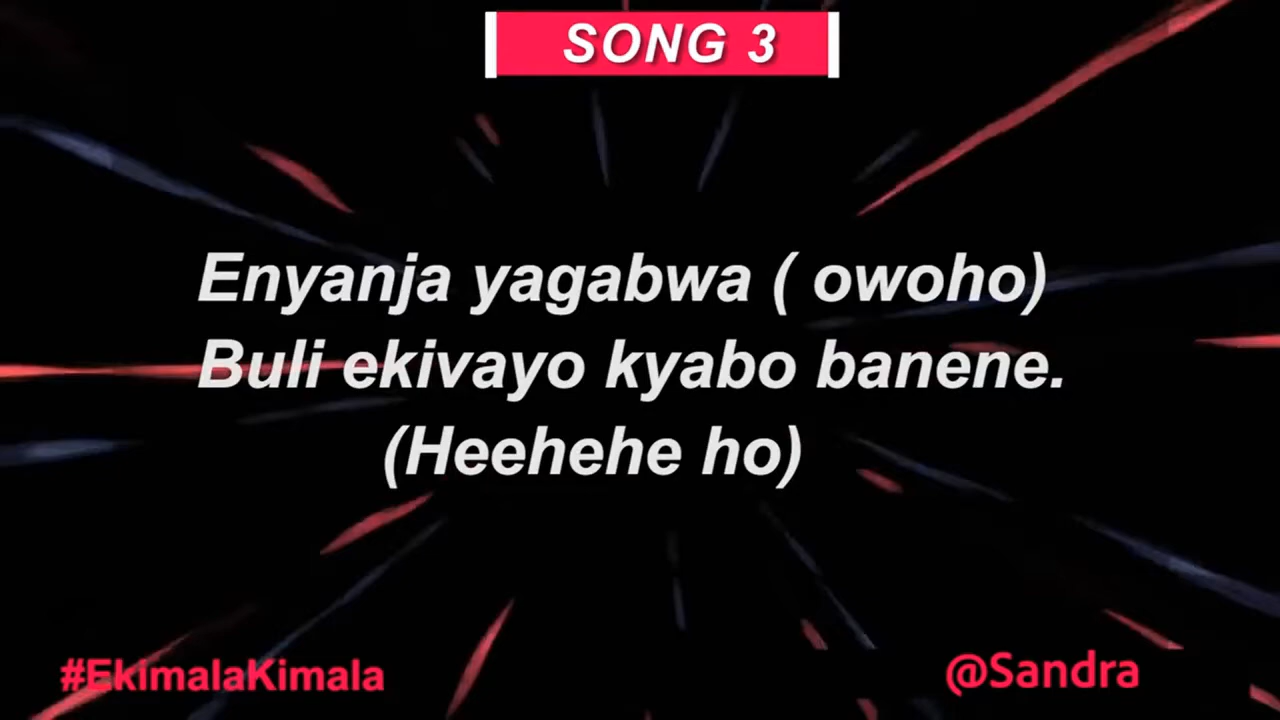 SONG 3
Enyanja yagabwa ( owoho)
Buli ekivayo kyabo banene.
(Heehehe ho)
#EkimalaKimala
@Sandra